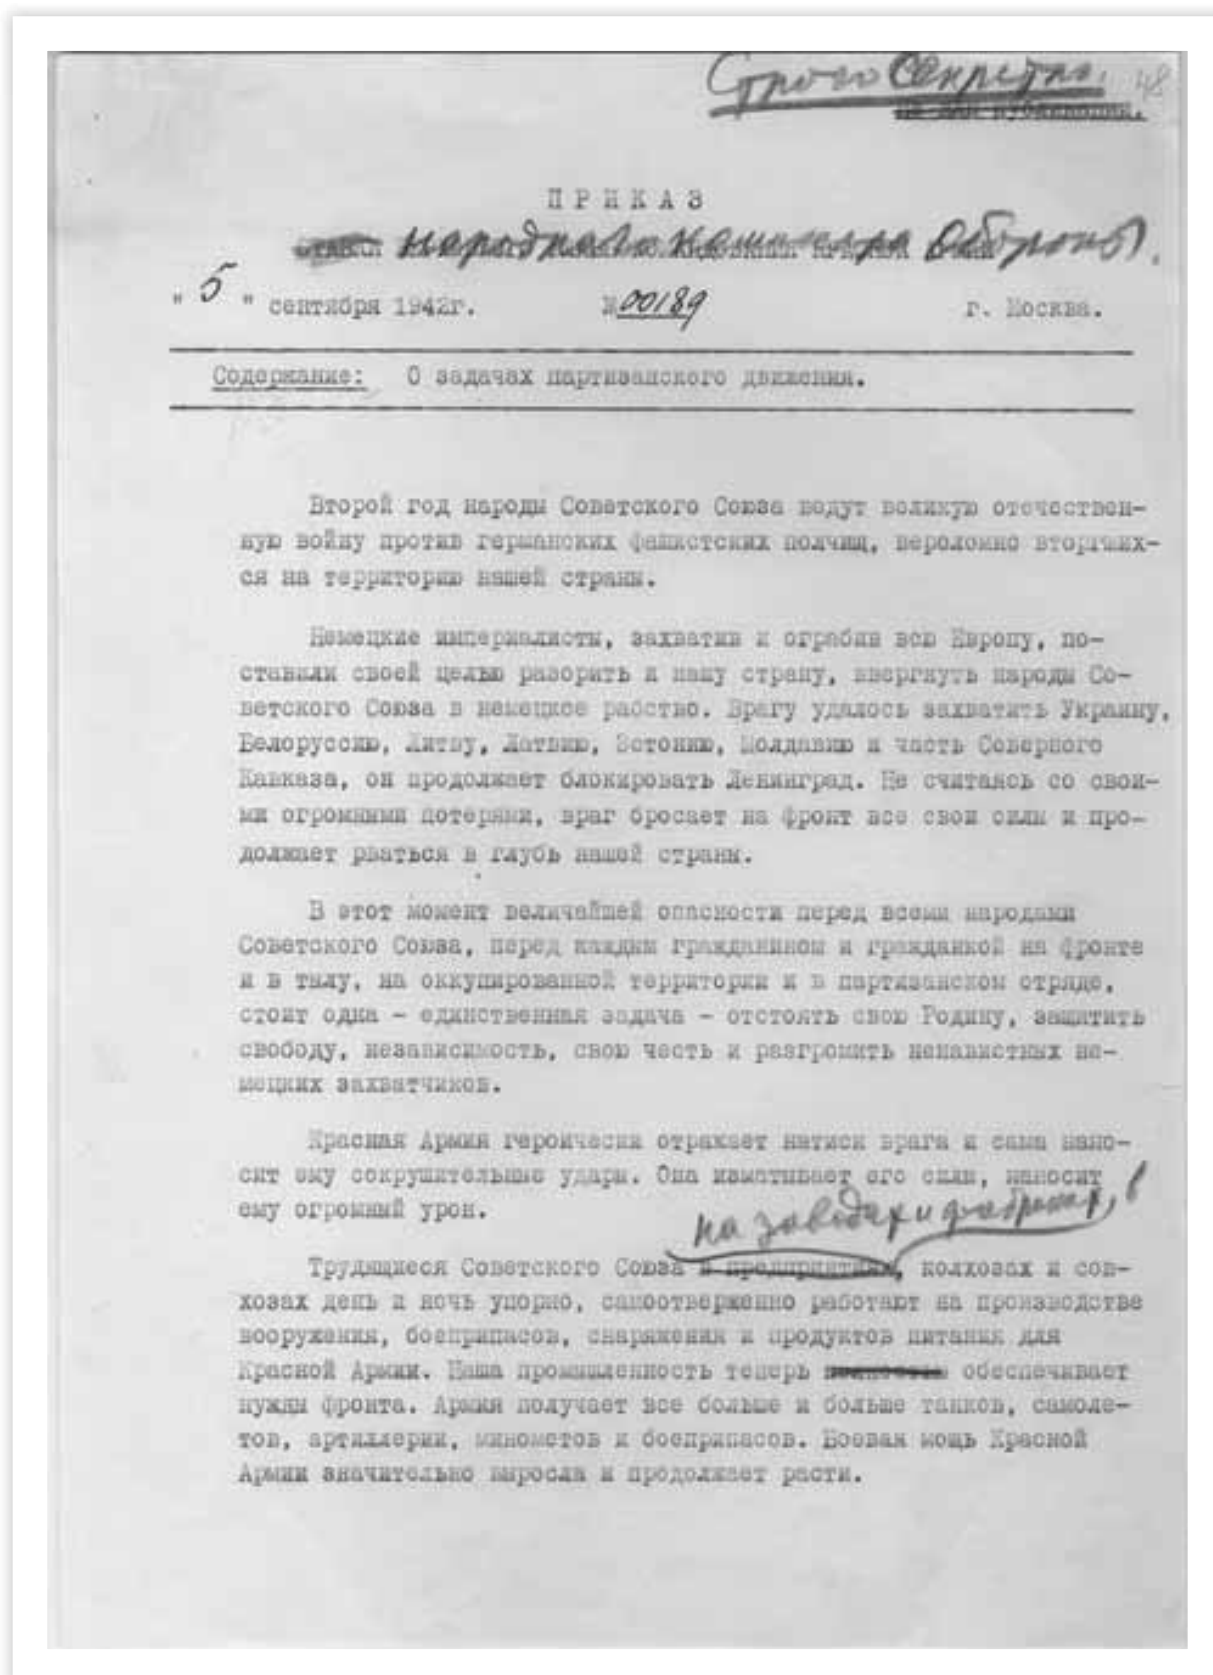 Строго секретно. 48
ПРИКАЗ
Народного комиссара Обороны.
"5" сентября 1942г. №00189 г. Москва.
Содержание: О задачах партизанского движения.
Второй год народы Советского Союза ведут великую отечествен-
ную войну против германских фашистских полчищ, вероломно вторгших-
ся на территорию нашей страны.
Немецкие империалисты, захватив и ограбив всю Европу, по-
ставили своей целью разорить и нашу страну, ввергнуть народы Со-
ветского Союза в немецкое рабство. Врагу удалось захватить Украину,
Белоруссию, Литву, Латвию, Эстонию, Молдавию и часть Северного
Кавказа, он продолжает блокировать Ленинград. Не считаясь со свои-
ми огромными потерями, враг бросает на фронт все свои силы и про-
должает рваться в глубь нашей страны.
В этот момент величайшей опасности перед всеми народами
Советского Союза, перед каждым гражданином и гражданкой на фронте
и в тылу, на оккупированной территории и в партизанском отряде,
стоит одна - единственная задача - отстоять свою Родину, защитить
свободу, независимость, свою честь и разгромить ненавистных не-
мецких захватчиков.
Красная Армия героически отражает натиск врага и сама нано-
сит ему сокрушительные удары. Она изматывает его силы, наносит
ему огромный урон.
на заводах и фабриках, в
Трудящиеся Советского Союза в предприятиях, колхозах и сов-
хозах день и ночь упорно, самоотверженно работают на производстве
вооружения, боеприпасов, снаряжения и продуктов питания для
Красной Армии. Наша промышленность теперь обеспечивает
нужды фронта. Армия получает все больше и больше танков, самоле-
тов, артиллерии, минометов и боеприпасов. Боевая мощь Красной
Армии значительно выросла и продолжает расти.